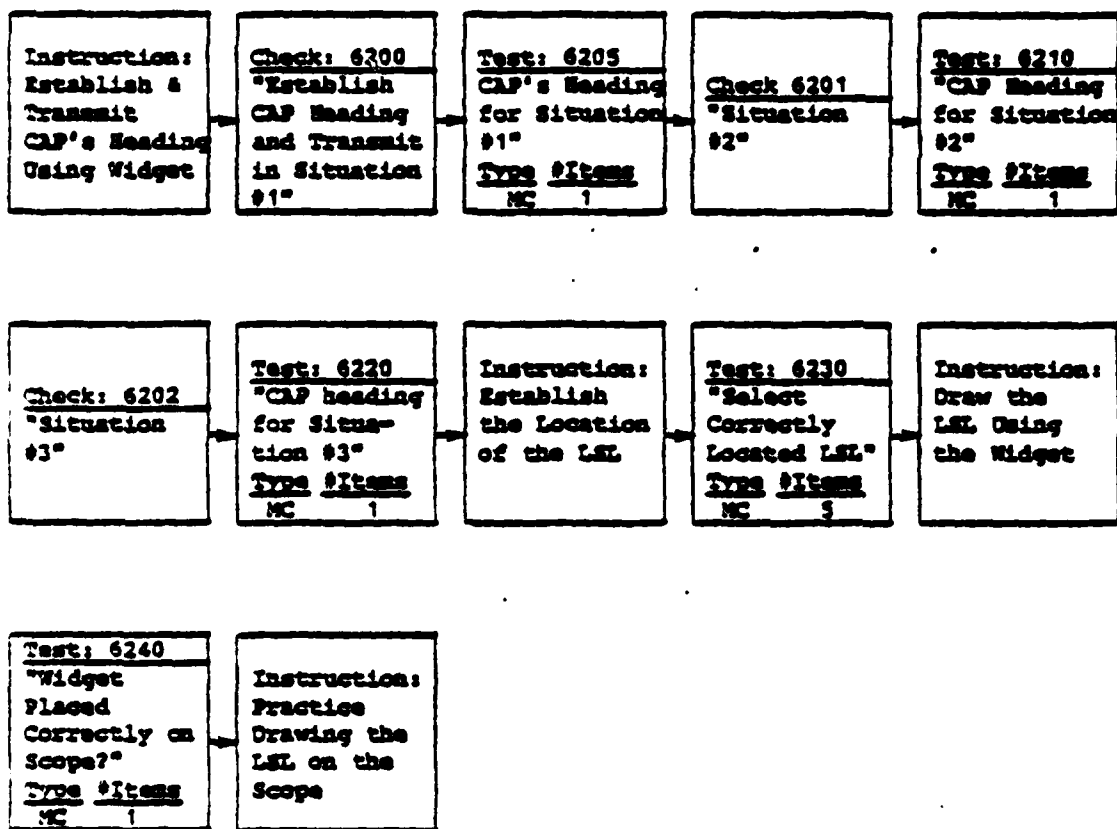 Instruction:
Establish &
Transmit
CAP's Heading
Using Widget
Check: 6200
"Establish
CAP Heading
and Transmit
in Situation
#1"
Test: 6205
CAP's Heading
for Situation
#1"
Type #Items
MC 1
Check 6201
"Situation
#2"
Test: 6210
"CAP Heading
for Situation
#2"
Type #Items
MC 1
Check: 6202
"Situation
#3"
Test: 6220
"CAP heading
for Situa-
tion #3"
Type #Items
MC 1
Instruction:
Establish
the Location
of the LSL
Test: 6230
"Select
Correctly
Located LSL"
Type #Items
MC 5
Instruction:
Draw the
LSL Using
the Widget
Test: 6240
"Widget
Placed
Correctly on
Scope?"
Type #Items
MC 1
Instruction:
Practice
Drawing the
LSL on the
Scope